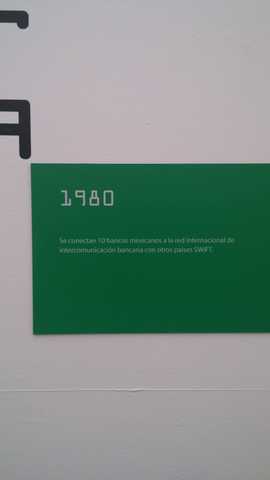 1980
Se conectan 10 bancos mexicanos a la red internacional de
intercomunicación bancaria con otros países SWIFT.